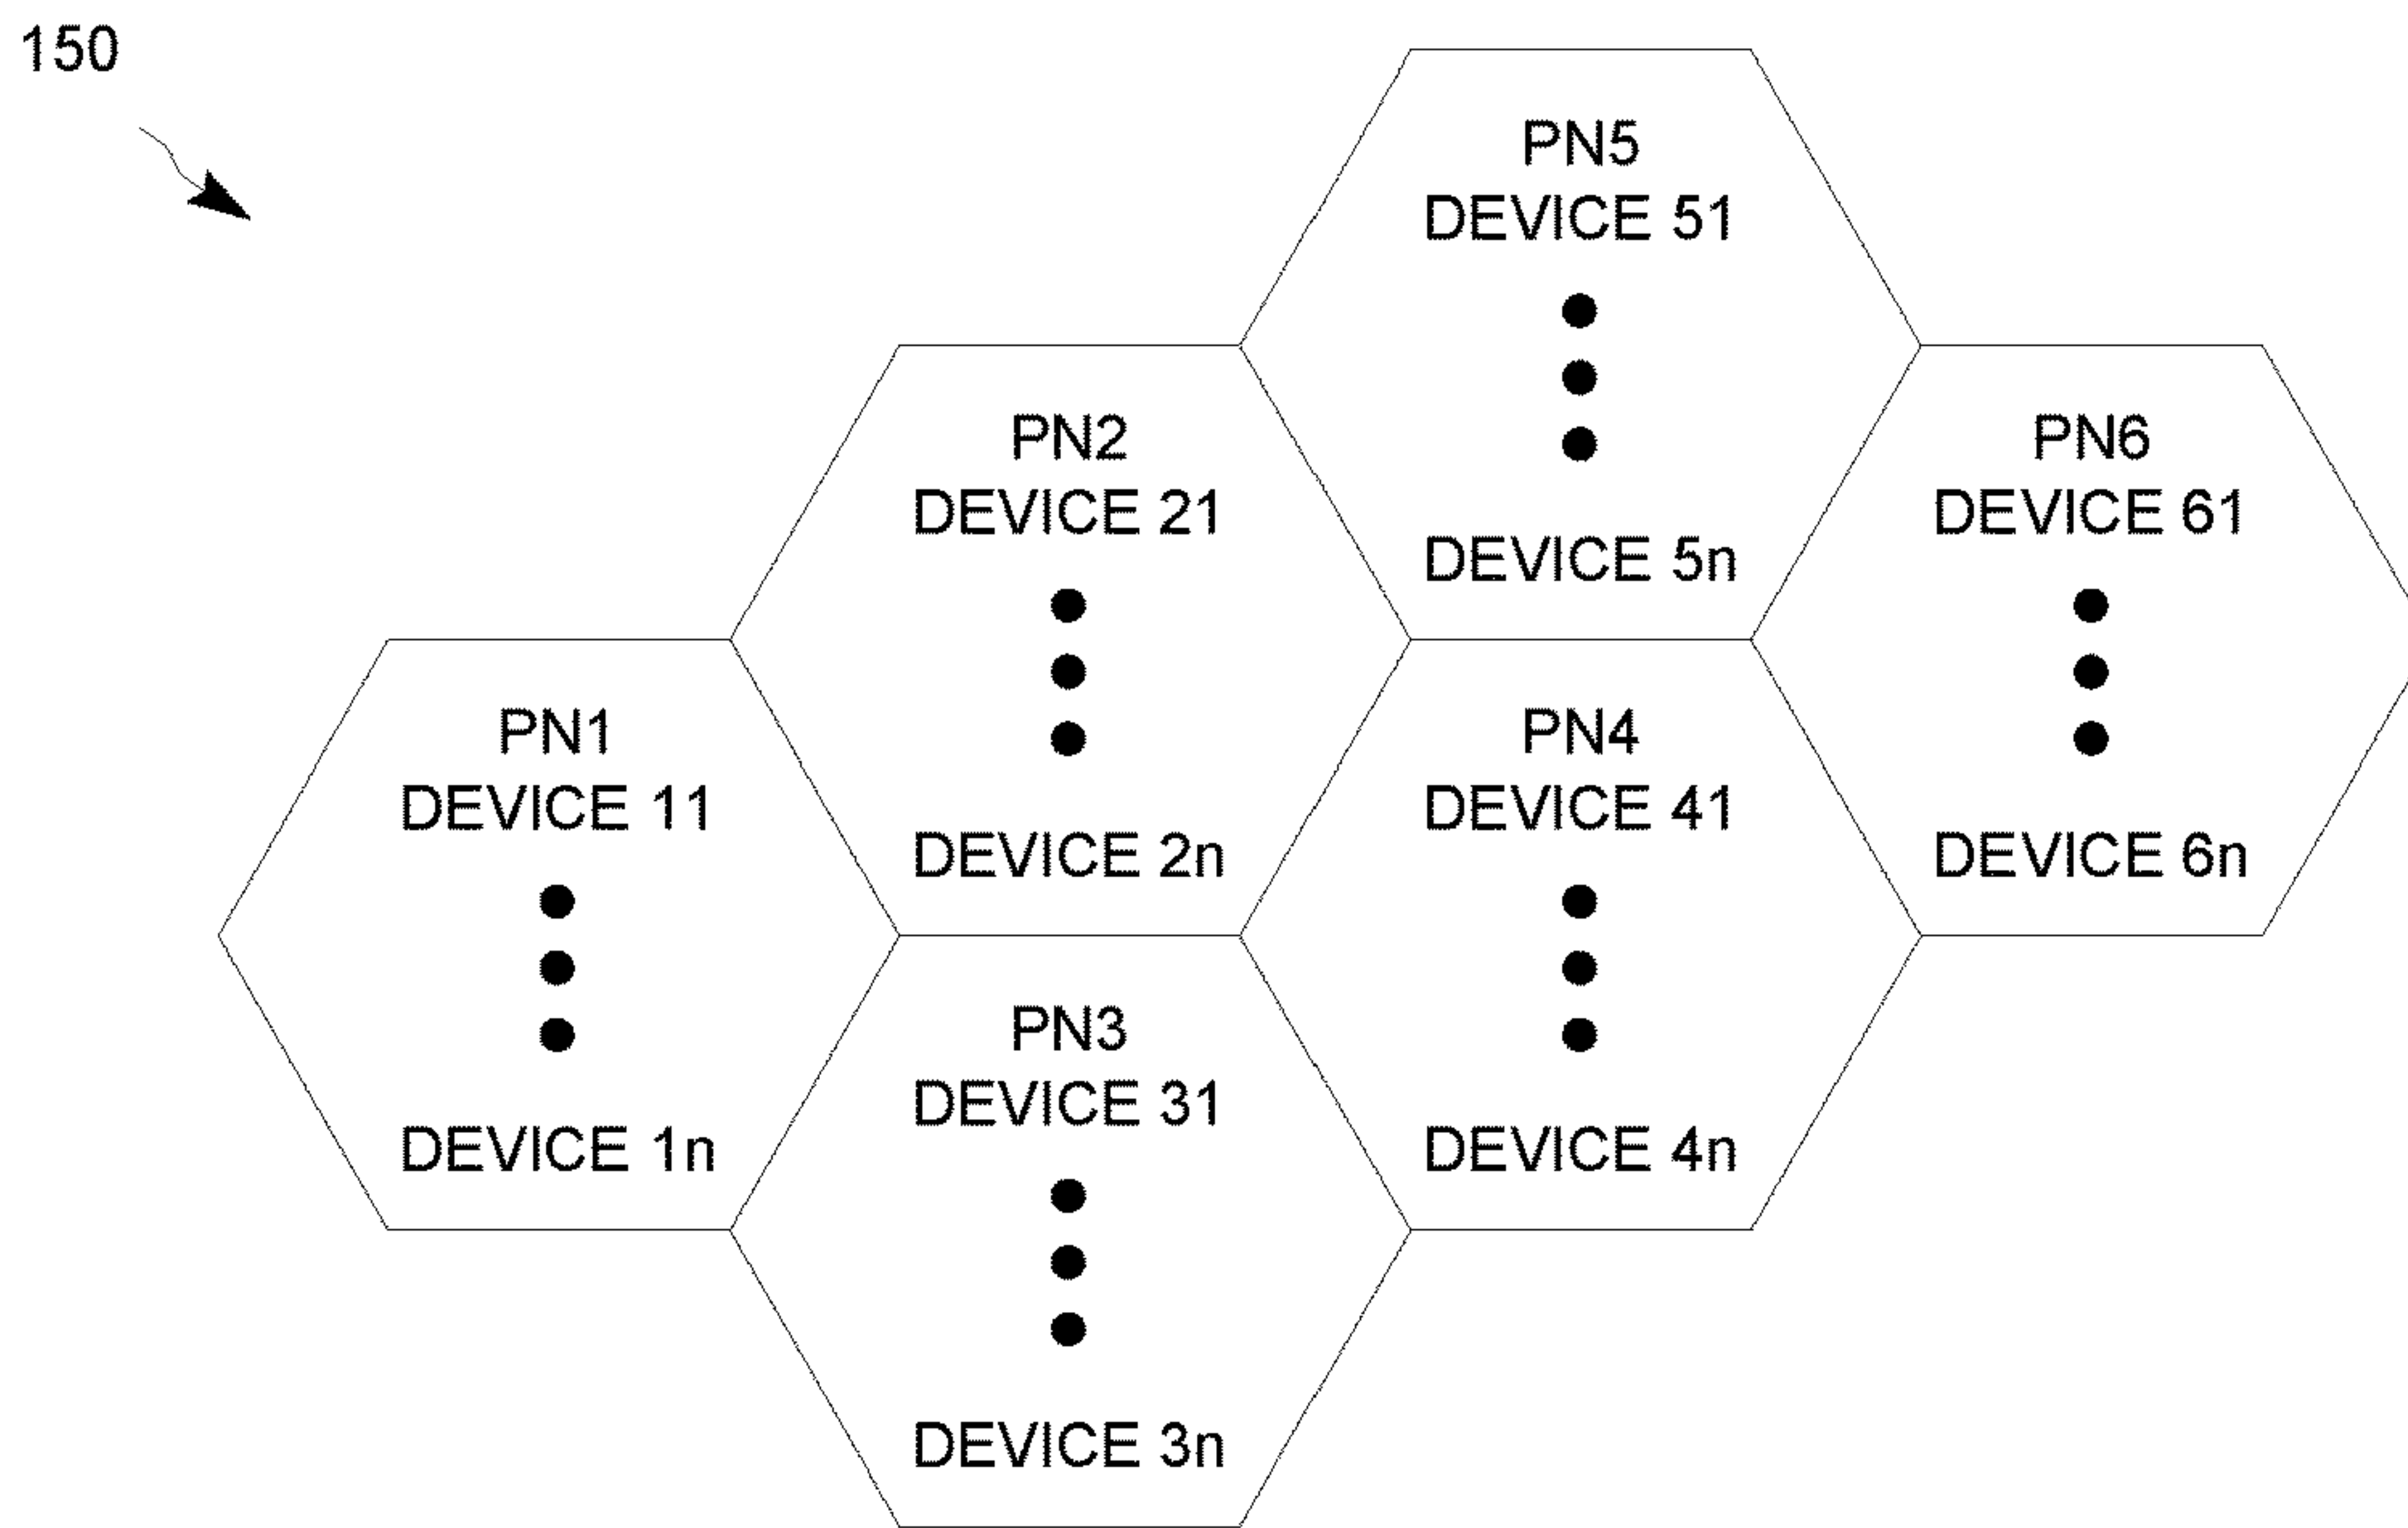 150
PN5
DEVICE 51
DEVICE 5n
PN2
DEVICE 21
DEVICE 2n
PN6
DEVICE 61
DEVICE 6n
PN1
DEVICE 11
DEVICE 1n
PN4
DEVICE 41
DEVICE 4n
PN3
DEVICE 31
DEVICE 3n